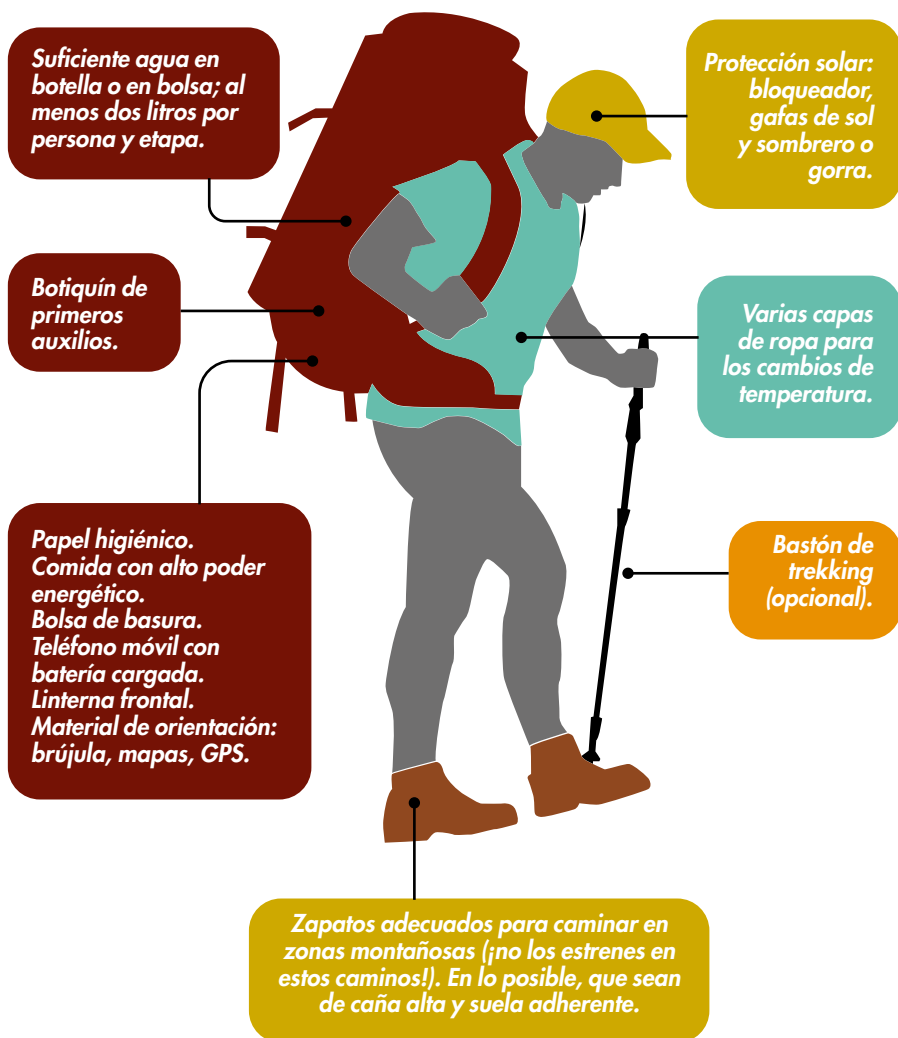 Suficiente agua en
botella o en bolsa; al
menos dos litros por
persona y etapa.
Protección solar:
bloqueador,
gafas de sol
y sombrero o
gorra.
Botiquín de
primeros
auxilios.
Varias capas
de ropa para
los cambios de
temperatura.
Papel higiénico.
Comida con alto poder
energético.
Bolsa de basura.
Teléfono móvil con
batería cargada.
Linterna frontal.
Material de orientación:
brújula, mapas, GPS.
Bastón de
trekking
(opcional).
Zapatos adecuados para caminar en
zonas montañosas (¡no los estrenes en
estos caminos!). En lo posible, que sean
de caña alta y suela adherente.